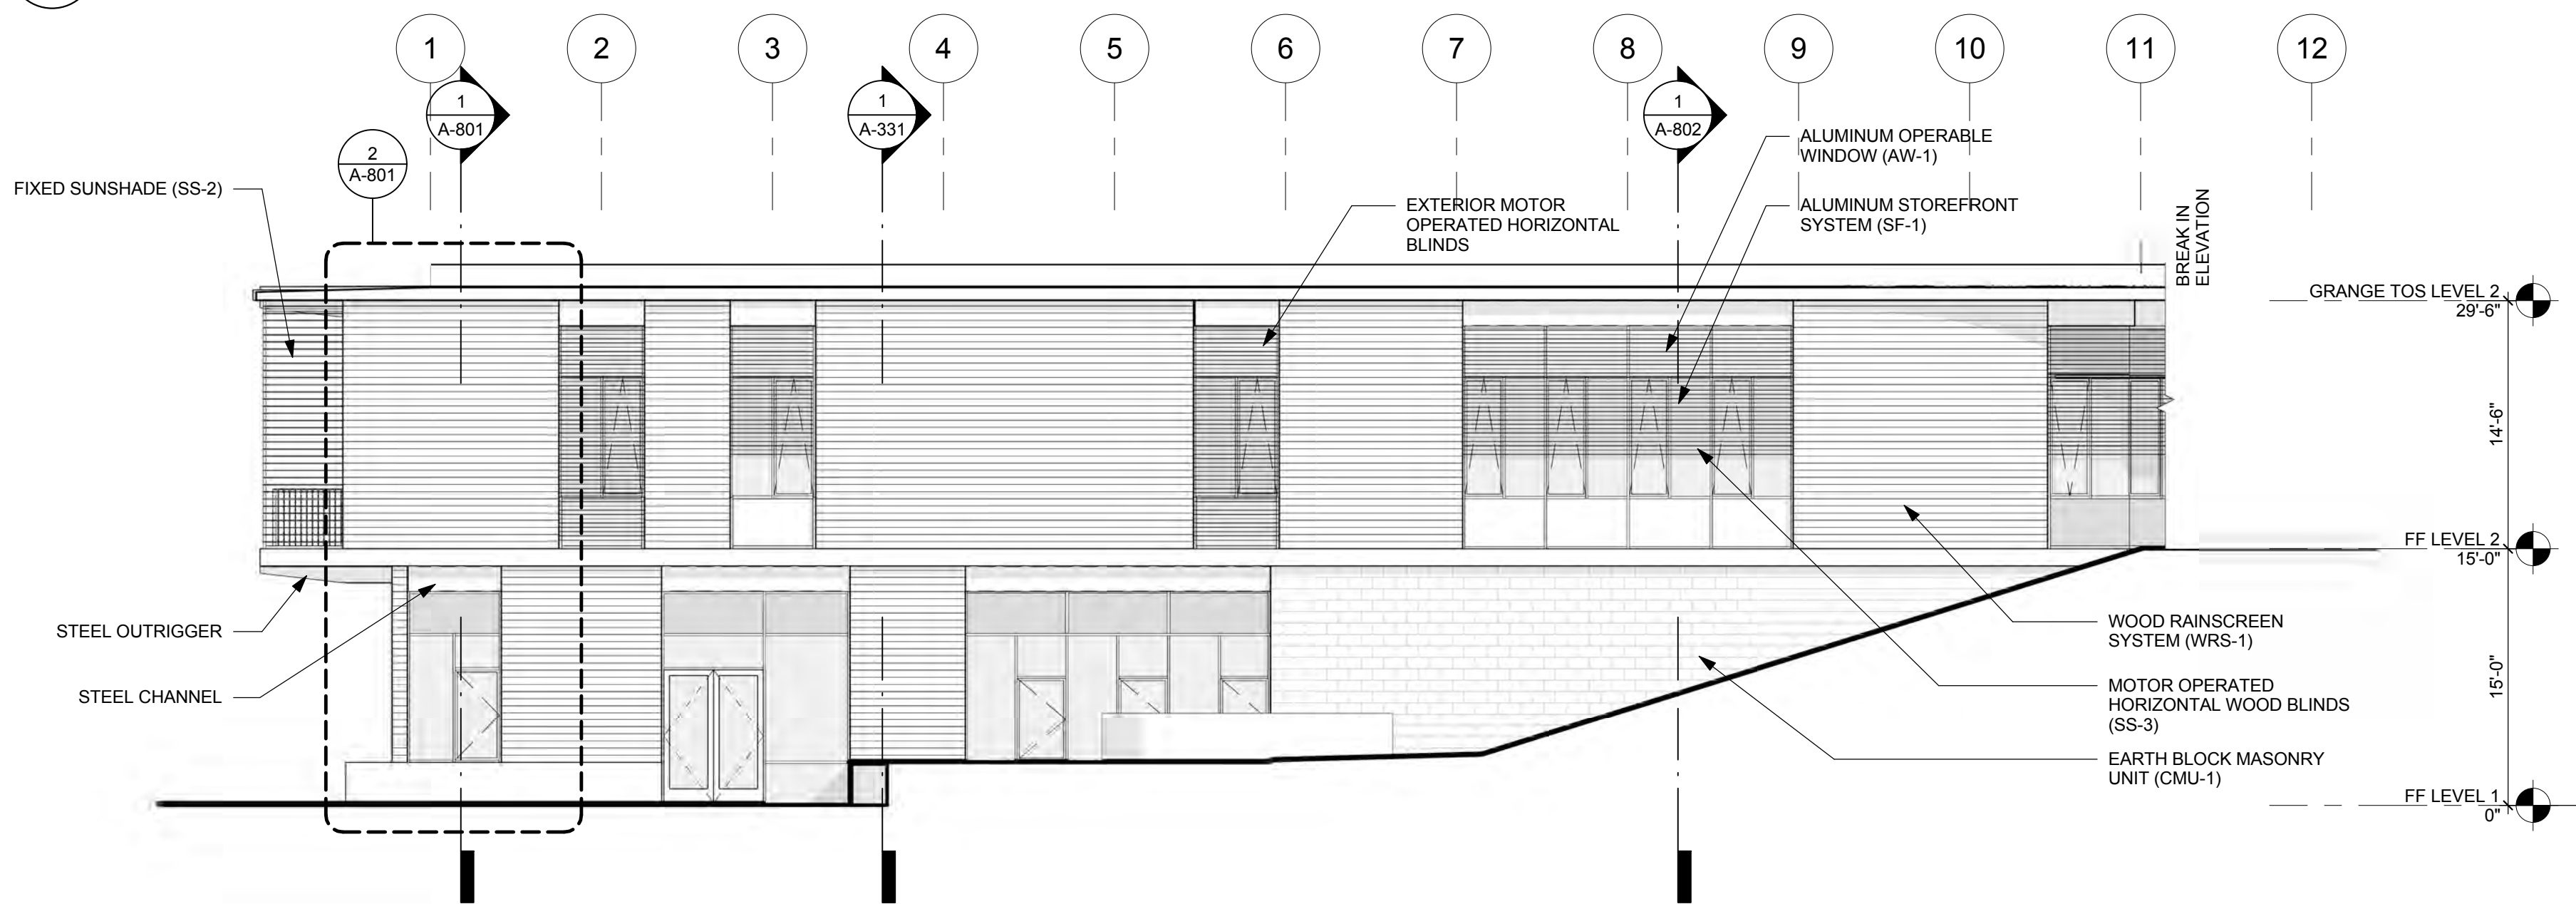 1
2
3
4
5
6
7
8
9
10
11
12
1
A-801
1
A-331
1
A-802
2
A-801
FIXED SUNSHADE (SS-2)
ALUMINUM OPERABLE
WINDOW (AW-1)
EXTERIOR MOTOR
OPERATED HORIZONTAL
BLINDS
ALUMINUM STOREFRONT
SYSTEM (SF-1)
BREAK IN
ELEVATION
GRANGE TOS LEVEL 2
29'-6"
14'-6"
FF LEVEL 2
15'-0"
STEEL OUTRIGGER
STEEL CHANNEL
WOOD RAINSCREEN
SYSTEM (WRS-1)
MOTOR OPERATED
HORIZONTAL WOOD BLINDS
(SS-3)
EARTH BLOCK MASONRY
UNIT (CMU-1)
15'-0"
FF LEVEL 1
0"